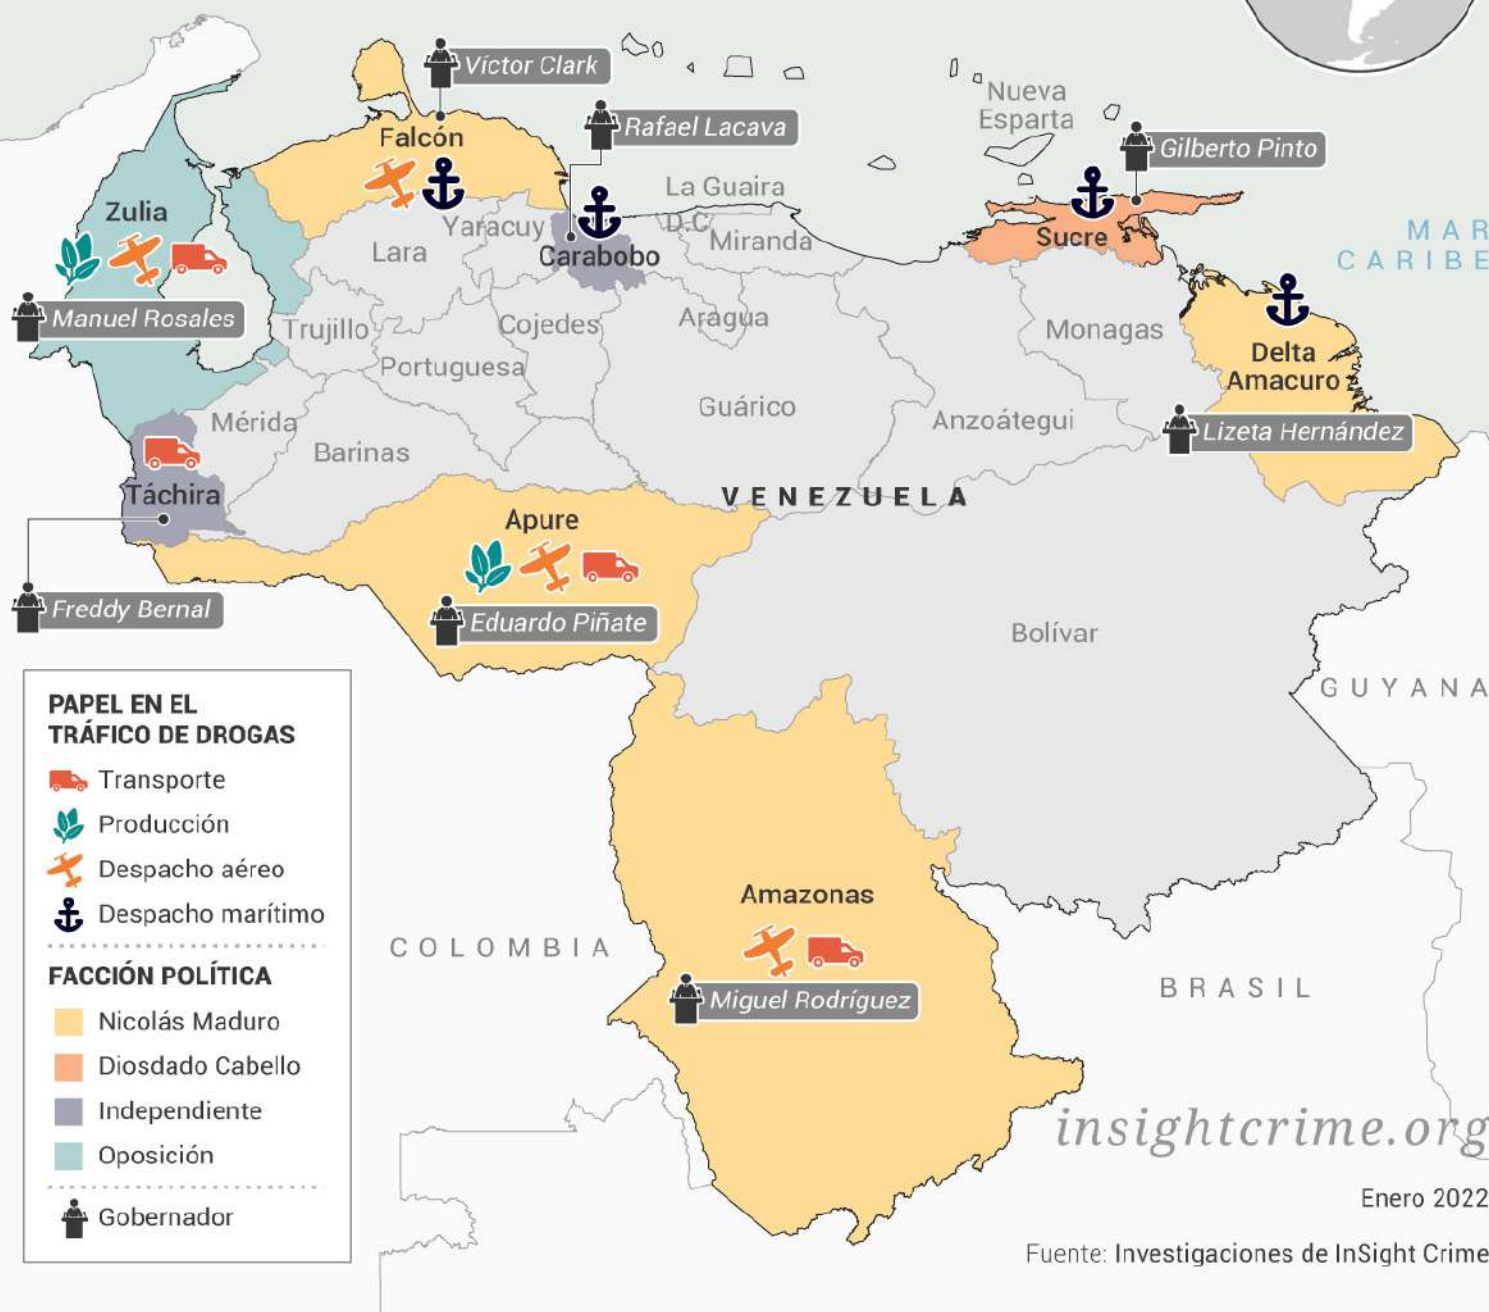 Víctor Clark
Falcón
Rafael Lacava
Nueva
Esparta
Gilberto Pinto
La Guaira
D.C
Miranda
Zulia
Yaracuy
Lara
Carabobo
Sucre
MAR
CARIBE
Manuel Rosales
Trujillo
Cojedes
Aragua
Monagas
Delta
Amacuro
Portuguesa
Mérida
Guárico
Anzoátegui
Lizeta Hernández
Barinas
Táchira
VENEZUELA
Apure
Freddy Bernal
Eduardo Piñate
Bolívar
GUYANA
PAPEL EN EL
TRÁFICO DE DROGAS
Transporte
Producción
Despacho aéreo
Despacho marítimo
FACCIÓN POLÍTICA
Nicolás Maduro
Diosdado Cabello
Independiente
Oposición
Gobernador
Amazonas
COLOMBIA
Miguel Rodríguez
BRASIL
insightcrime.org
Enero 2022
Fuente: Investigaciones de InSight Crime